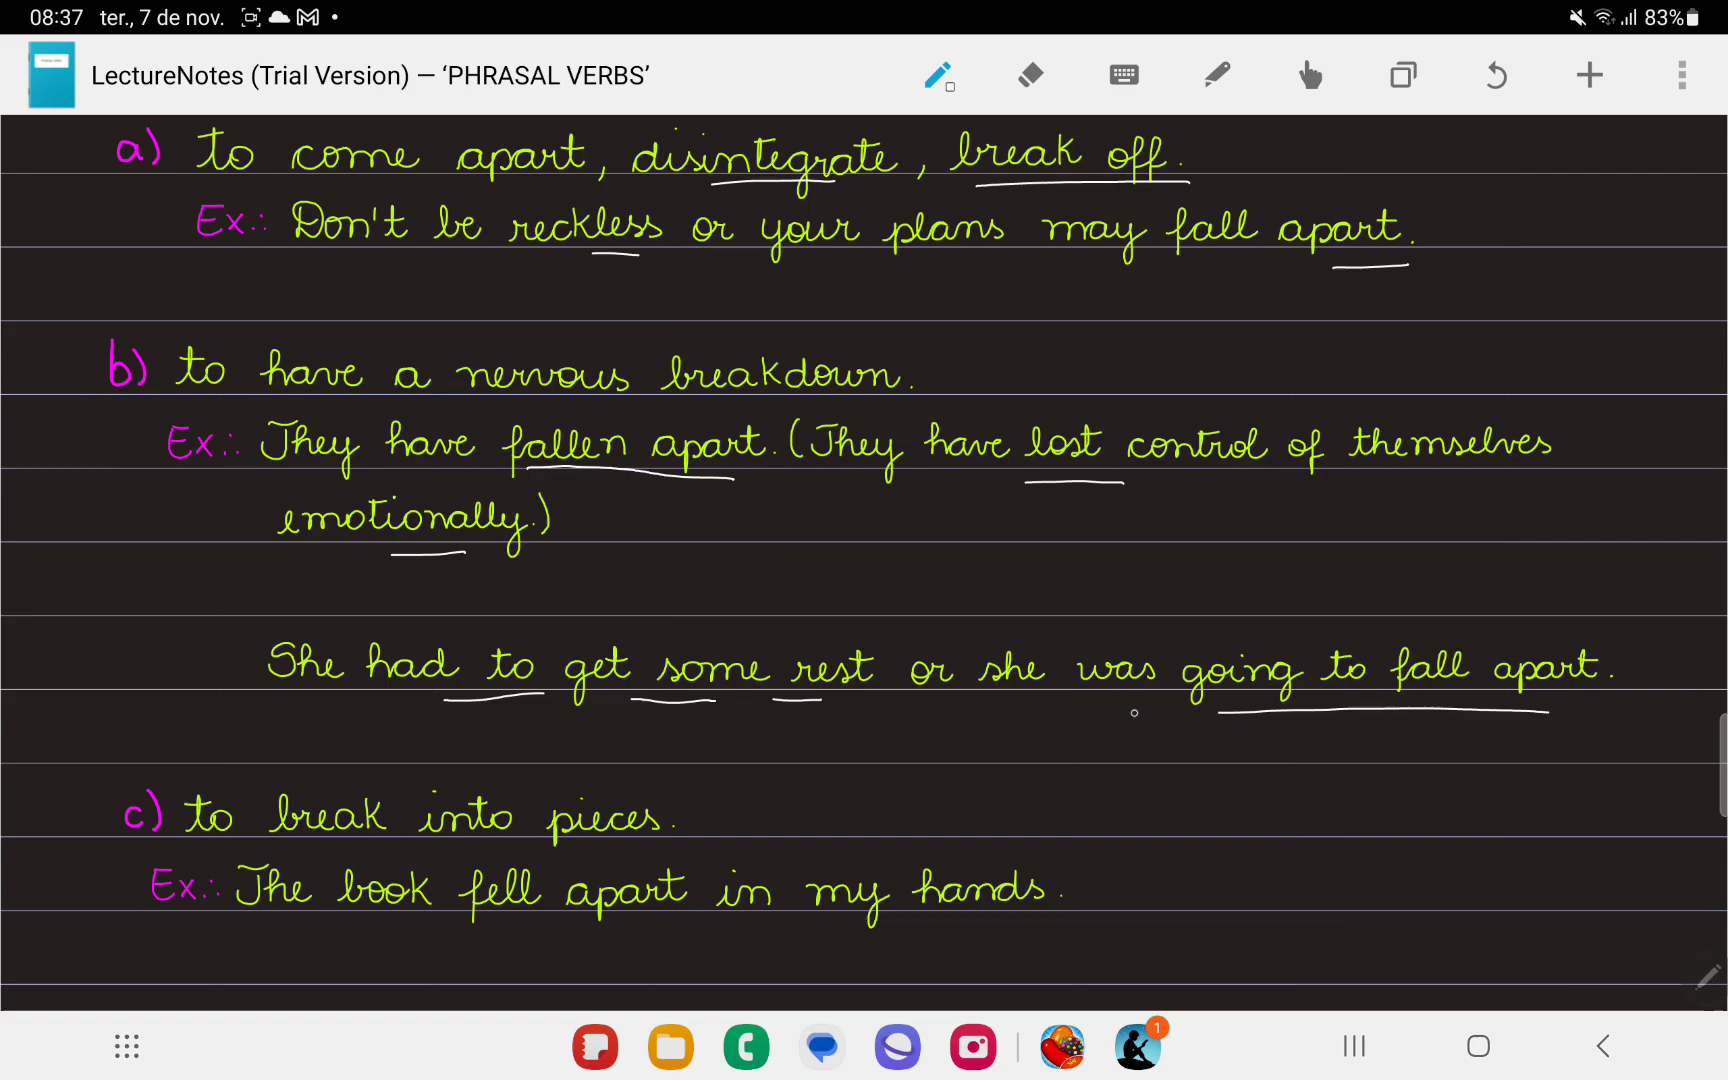 08:37 ter., 7 de nov. 83%
LectureNotes (Trial Version) — ‘PHRASAL VERBS’
a) to come apart, disintegrate, break off.
Ex.: Don't be reckless or your plans may fall apart.
b) to have a nervous breakdown.
Ex.: They have fallen apart. (They have lost control of themselves
emotionally.)
She had to get some rest or she was going to fall apart.
c) to break into pieces.
Ex.: The book fell apart in my hands.
1